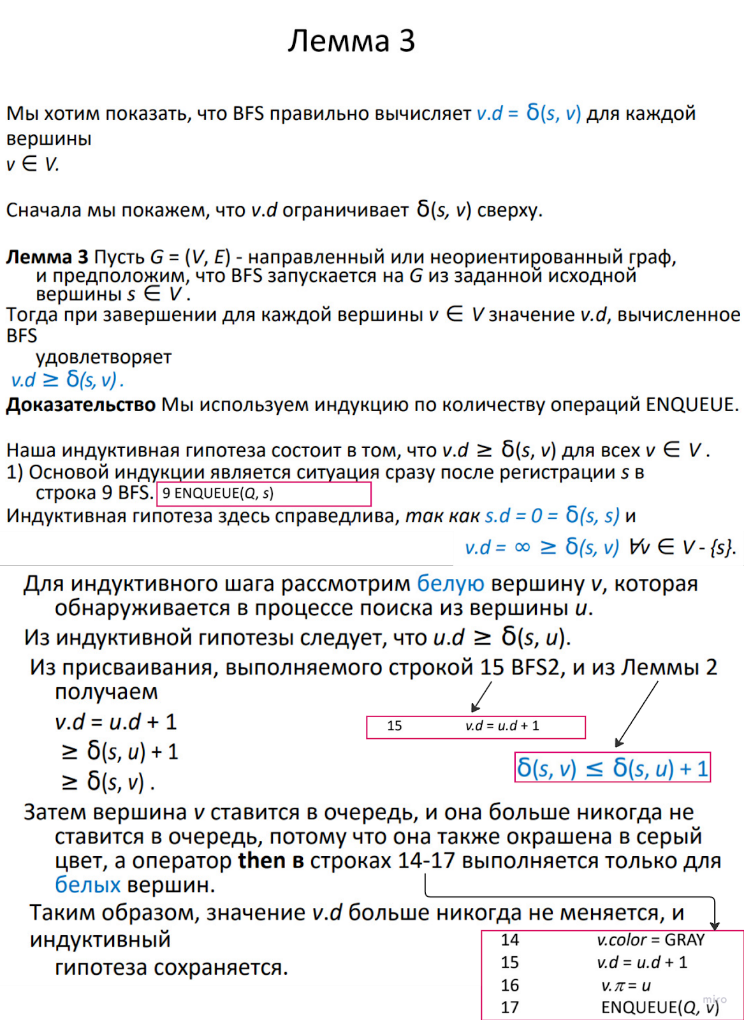 Лемма 3
Мы хотим показать, что BFS правильно вычисляет v.d = δ(s, v) для каждой
вершины
v ∈ V.
Сначала мы покажем, что v.d ограничивает δ(s, v) сверху.
Лемма 3 Пусть G = (V, E) - направленный или неориентированный граф,
и предположим, что BFS запускается на G из заданной исходной
вершины s ∈ V .
Тогда при завершении для каждой вершины v ∈ V значение v.d, вычисленное
BFS
удовлетворяет
v.d ≥ δ(s, v) .
Доказательство Мы используем индукцию по количеству операций ENQUEUE.
Наша индуктивная гипотеза состоит в том, что v.d ≥ δ(s, v) для всех v ∈ V .
1) Основой индукции является ситуация сразу после регистрации s в
строка 9 BFS. 9 ENQUEUE(Q, s)
Индуктивная гипотеза здесь справедлива, так как s.d = 0 = δ(s, s) и
v.d = ∞ ≥ δ(s, v) ∀v ∈ V - {s}.
Для индуктивного шага рассмотрим белую вершину v, которая
обнаруживается в процессе поиска из вершины u.
Из индуктивной гипотезы следует, что u.d ≥ δ(s, u).
Из присваивания, выполняемого строкой 15 BFS2, и из Леммы 2
получаем
v.d = u.d + 1
15 v.d = u.d + 1
≥ δ(s, u) + 1
≥ δ(s, v) .
δ(s, v) ≤ δ(s, u) + 1
Затем вершина v ставится в очередь, и она больше никогда не
ставится в очередь, потому что она также окрашена в серый
цвет, а оператор then в строках 14-17 выполняется только для
белых вершин.
Таким образом, значение v.d больше никогда не меняется, и
индуктивный
гипотеза сохраняется.
14 v.color = GRAY
15 v.d = u.d + 1
16 v.π = u
17 ENQUEUE(Q, v)
miro